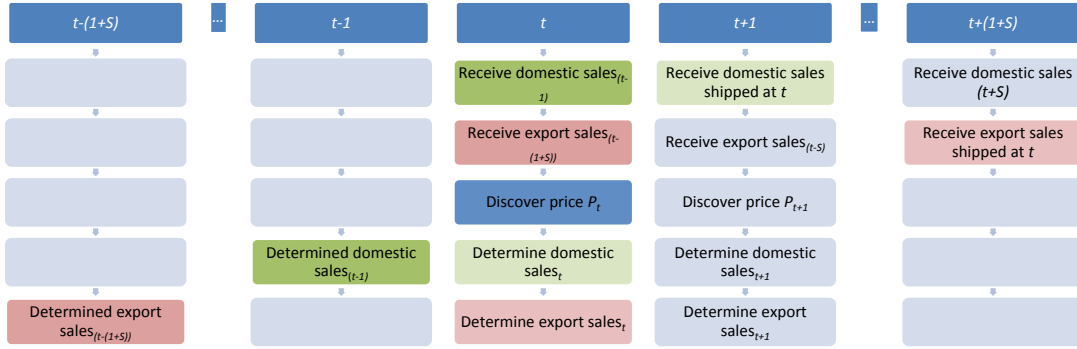 t-(1+S)
...
t-1
t
t+1
...
t+(1+S)
Receive domestic sales(t-
1)
Receive domestic sales
shipped at t
Receive domestic sales
(t+S)
Receive export sales(t-
(1+S))
Receive export sales(t-S)
Receive export sales
shipped at t
Discover price Pt
Discover price Pt+1
Determined domestic
sales(t-1)
Determine domestic
salest
Determine domestic
salest+1
Determined export
sales(t-(1+S))
Determine export salest
Determine export
salest+1